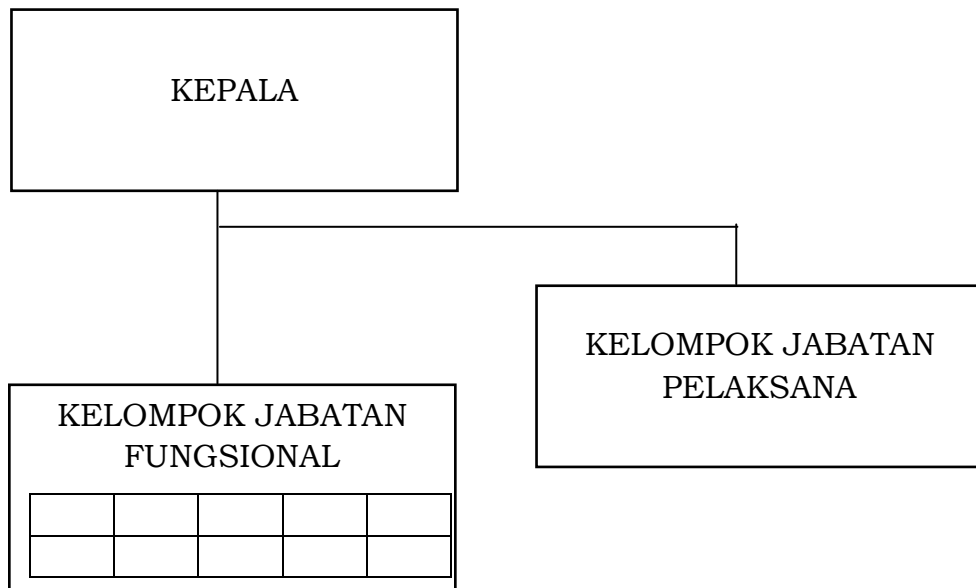 KEPALA
KELOMPOK JABATAN
PELAKSANA
KELOMPOK JABATAN
FUNGSIONAL